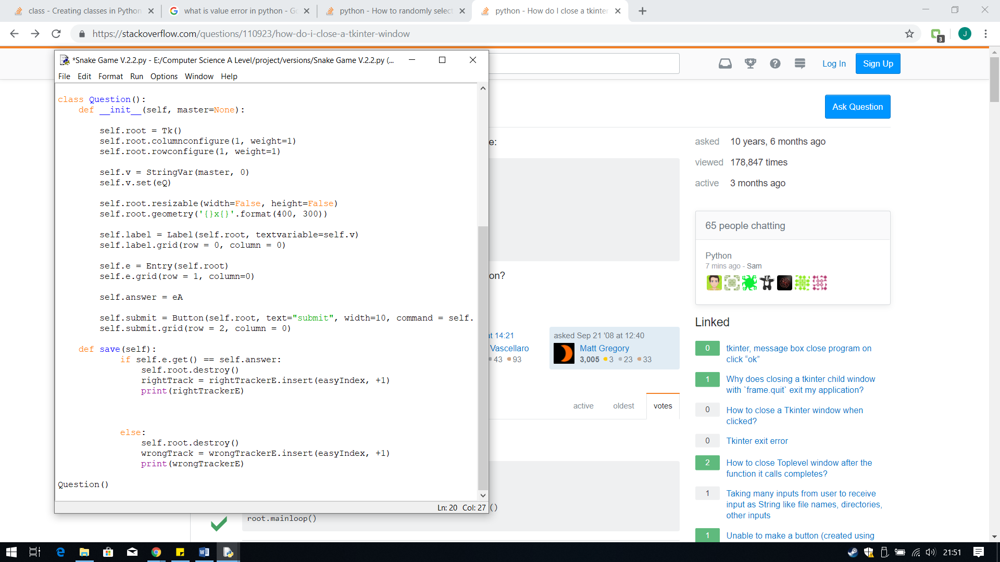 class - Creating classes in Python
what is value error in python - Go
python - How to randomly select
python - How do I close a tkinter
https://stackoverflow.com/questions/110923/how-do-i-close-a-tkinter-window
3
J
*Snake Game V.2.2.py - E:/Computer Science A Level/project/versions/Snake Game V.2.2.py (...
File Edit Format Run Options Window Help
class Question():
    def __init__(self, master=None):
        self.root = Tk()
        self.root.columnconfigure(1, weight=1)
        self.root.rowconfigure(1, weight=1)
        self.v = StringVar(master, 0)
        self.v.set(eQ)
        self.root.resizable(width=False, height=False)
        self.root.geometry('{}x{}'.format(400, 300))
        self.label = Label(self.root, textvariable=self.v)
        self.label.grid(row = 0, column = 0)
        self.e = Entry(self.root)
        self.e.grid(row = 1, column=0)
        self.answer = eA
        self.submit = Button(self.root, text="submit", width=10, command = self.
        self.submit.grid(row = 2, column = 0)
    def save(self):
            if self.e.get() == self.answer:
                self.root.destroy()
                rightTrack = rightTrackerE.insert(easyIndex, +1)
                print(rightTrackerE)
            else:
                self.root.destroy()
                wrongTrack = wrongTrackerE.insert(easyIndex, +1)
                print(wrongTrackerE)
Question()
Ln: 20 Col: 27
Log In
Sign Up
Ask Question
e:
on?
at 14:21
Vascellaro
43 93
asked Sep 21 '08 at 12:40
Matt Gregory
3,005 3 23 33
active oldest votes
()
root.mainloop()
asked 10 years, 6 months ago
viewed 178,847 times
active 3 months ago
65 people chatting
Python
7 mins ago - Sam
Linked
0 tkinter, message box close program on
click “ok”
1 Why does closing a tkinter child window
with `frame.quit` exit my application?
0 How to close a Tkinter window when
clicked?
0 Tkinter exit error
2 How to close Toplevel window after the
function it calls completes?
1 Taking many inputs from user to receive
input as String like file names, directories,
other inputs
1 Unable to make a button (created using
21:51